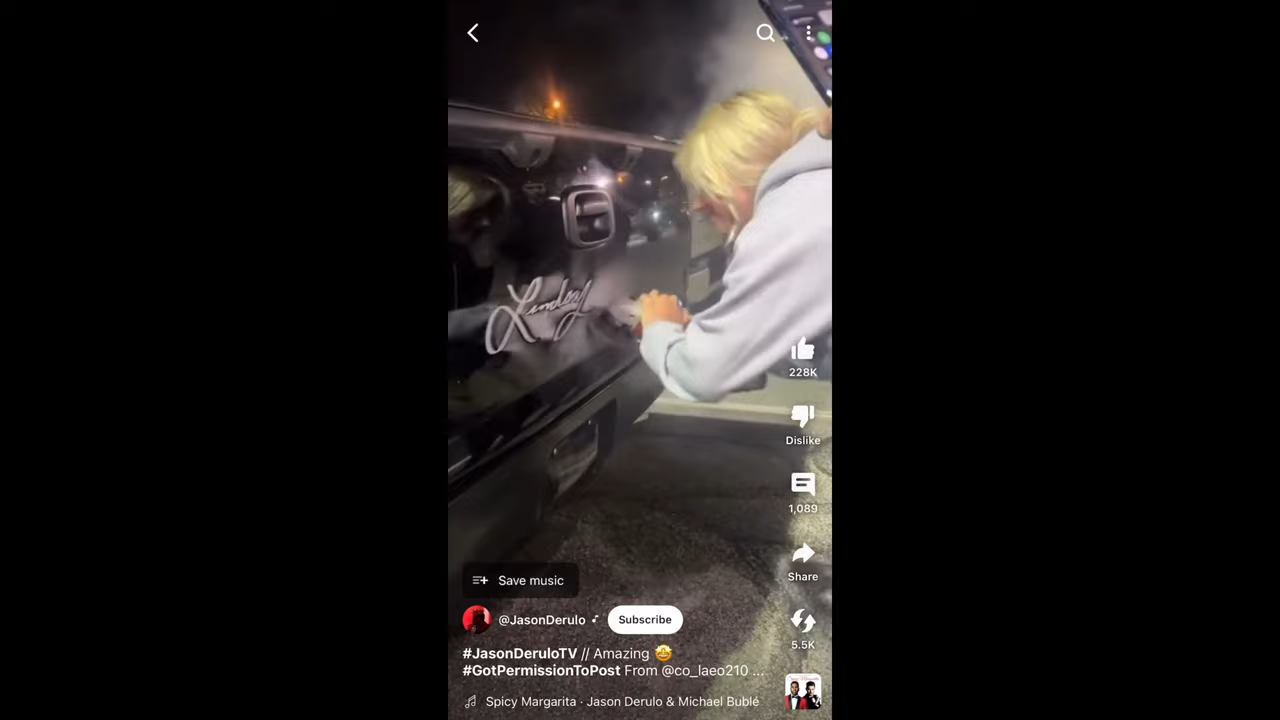 Lindsay
228K
Dislike
1,089
Share
5.5K
Save music
@JasonDerulo
Subscribe
#JasonDeruloTV // Amazing 🤩
#GotPermissionToPost From @co_laeo210 ...
Spicy Margarita · Jason Derulo & Michael Bublé